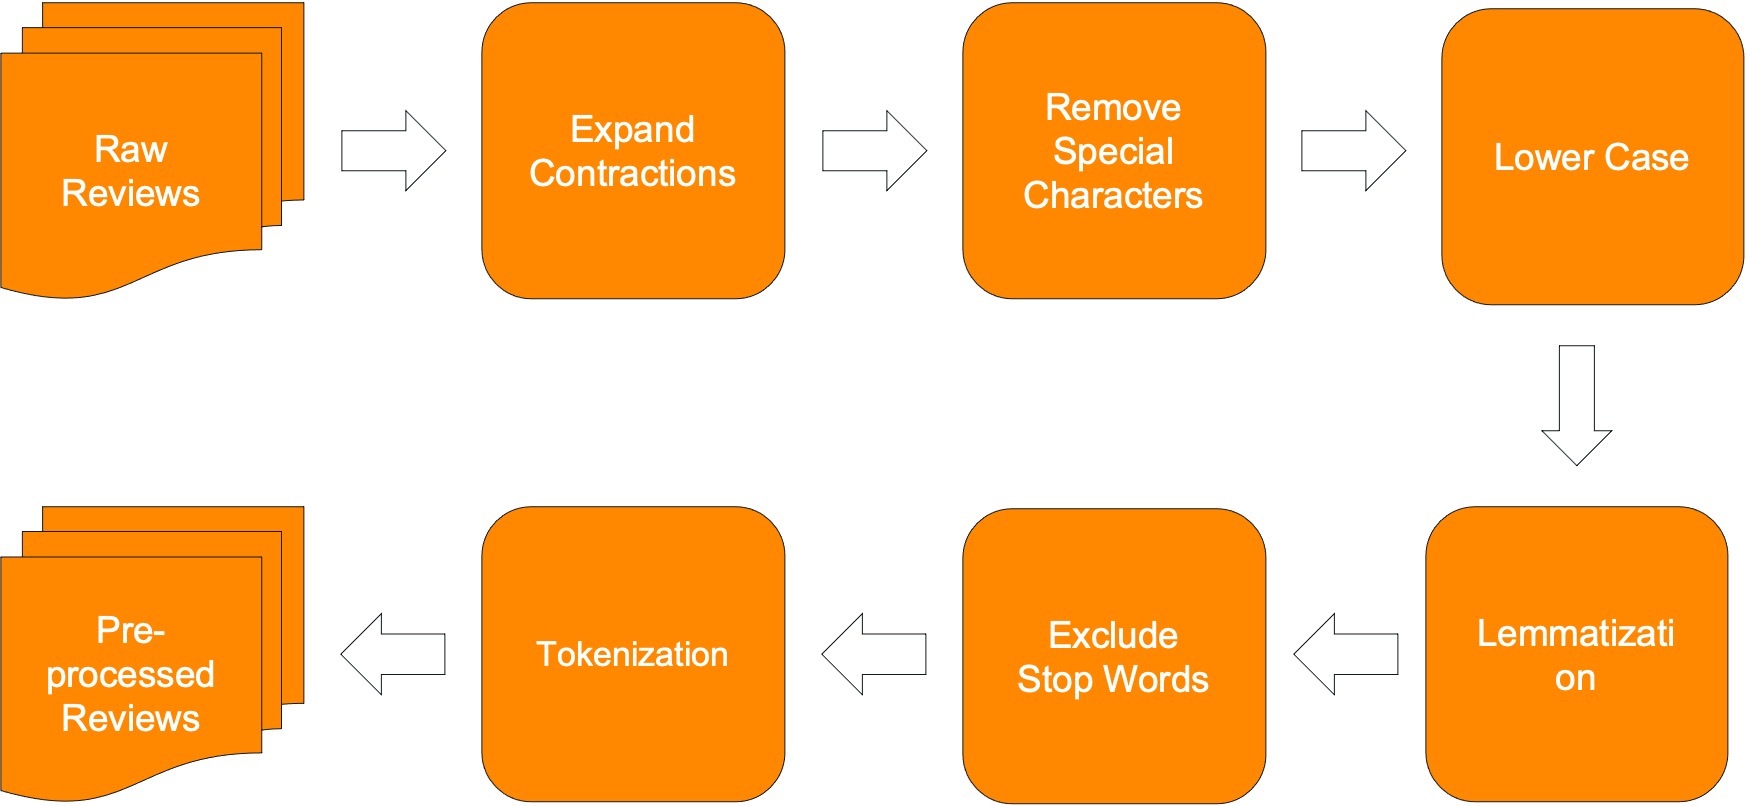 Raw
Reviews
Expand
Contractions
Remove
Special
Characters
Lower Case
Lemmatizati
on
Exclude
Stop Words
Tokenization
Pre-
processed
Reviews